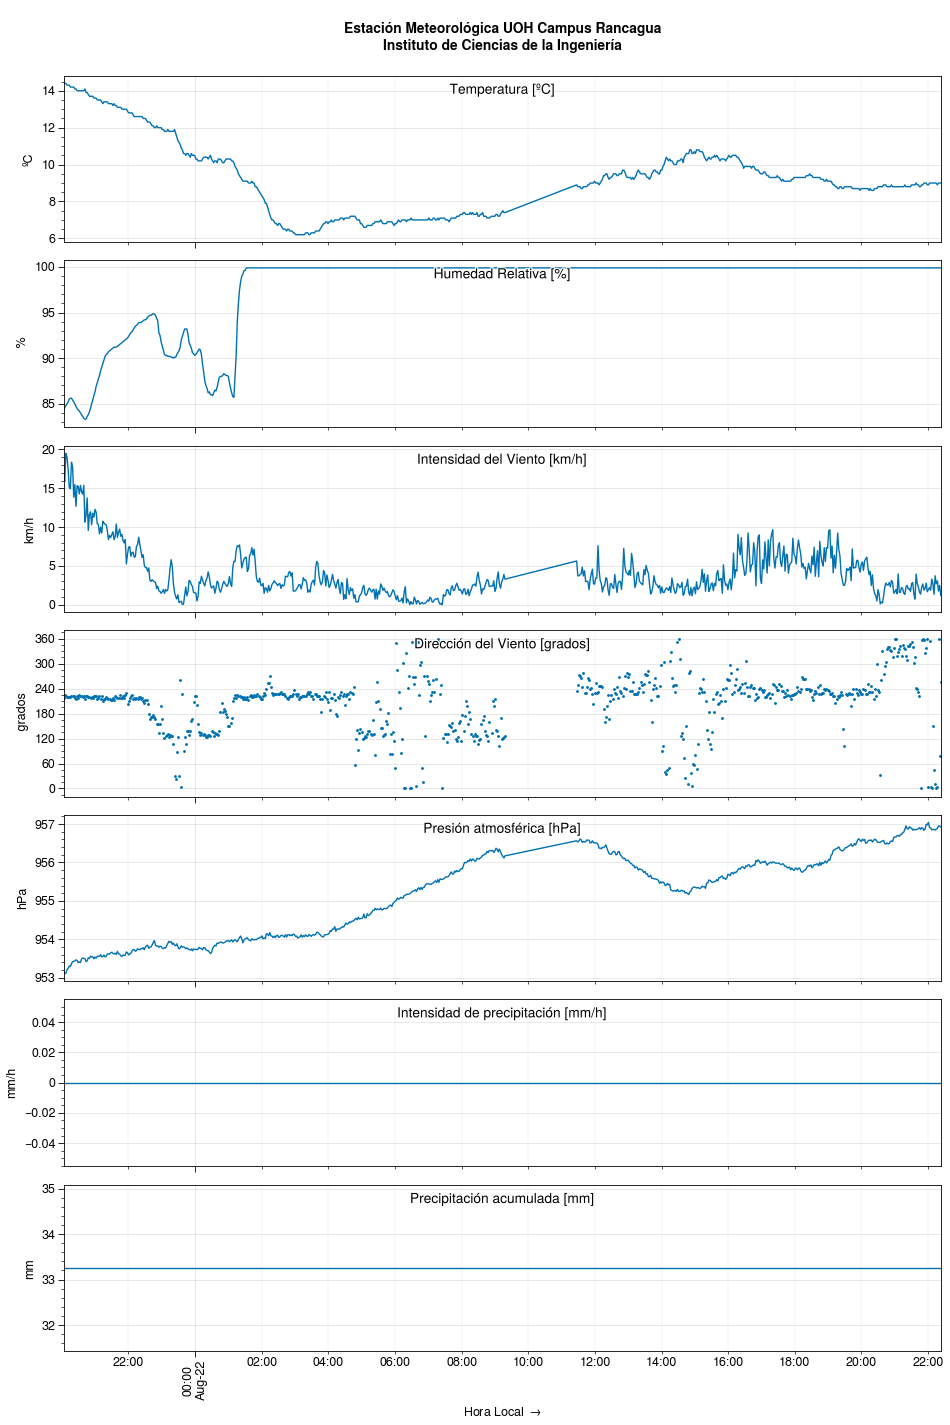 Estación Meteorológica UOH Campus Rancagua
Instituto de Ciencias de la Ingeniería
Temperatura [ºC]
14
12
10
8
6
ºC
Humedad Relativa [%]
100
95
90
85
%
Intensidad del Viento [km/h]
20
15
10
5
0
km/h
Dirección del Viento [grados]
360
300
240
180
120
60
0
grados
Presión atmosférica [hPa]
957
956
955
954
953
hPa
Intensidad de precipitación [mm/h]
0.04
0.02
0
−0.02
−0.04
mm/h
Precipitación acumulada [mm]
35
34
33
32
mm
22:00
00:00
Aug-22
02:00
04:00
06:00
08:00
10:00
12:00
14:00
16:00
18:00
20:00
22:00
Hora Local →